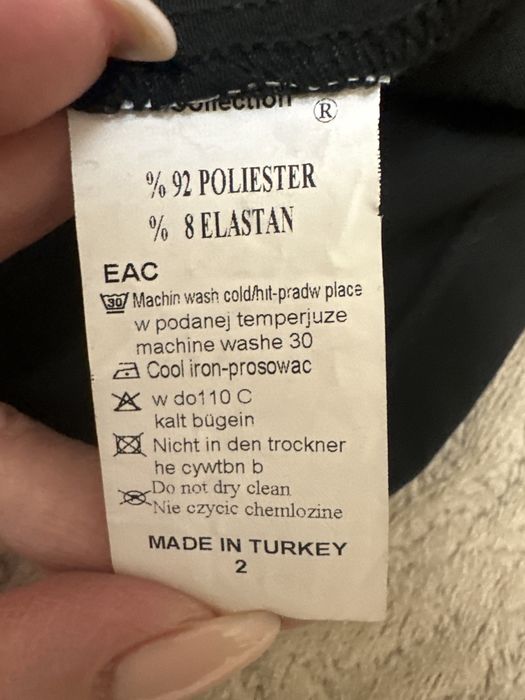 ®
% 92 POLIESTER
% 8 ELASTAN
EAC
30 Machin wash cold/hıt-pradw place
w podanej temperjuze
machine washe 30
Cool iron-prosowac
w do110 C
kalt bügein
Nicht in den trockner
he cywtbn b
Do not dry clean
Nie czycic chemlozine
MADE IN TURKEY
2